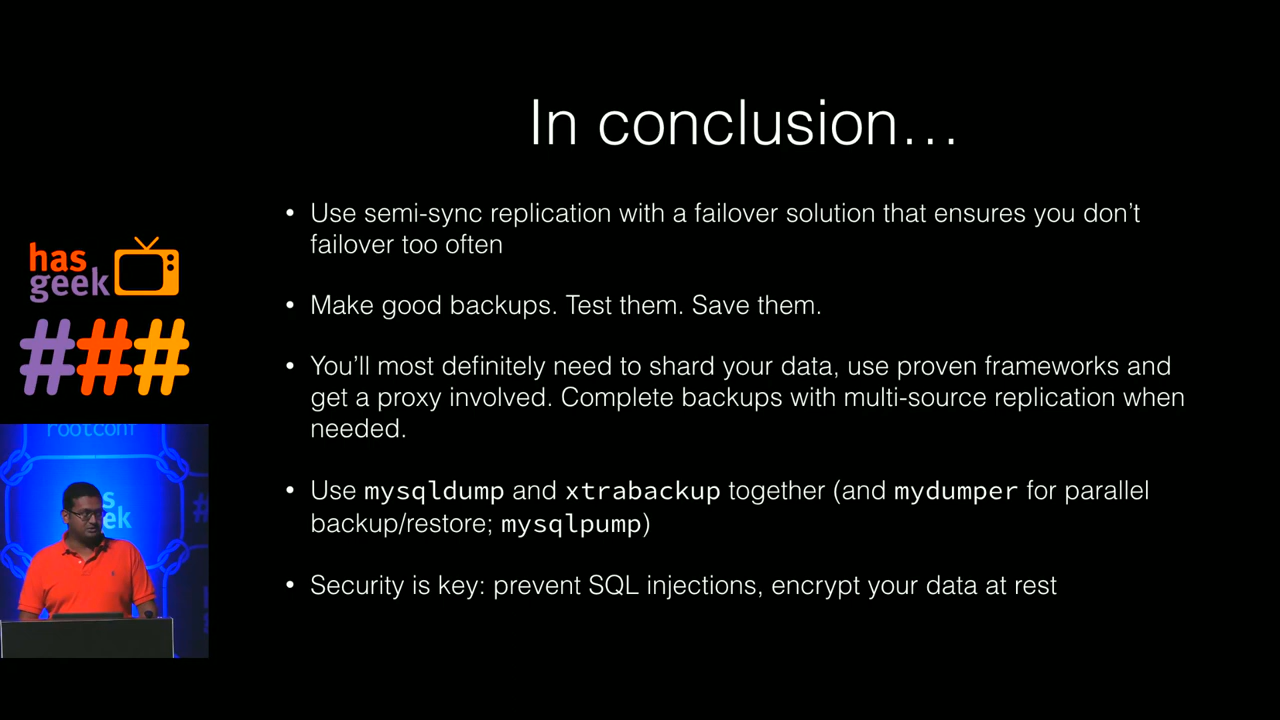 In conclusion…
• Use semi-sync replication with a failover solution that ensures you don’t
failover too often
• Make good backups. Test them. Save them.
• You’ll most definitely need to shard your data, use proven frameworks and
get a proxy involved. Complete backups with multi-source replication when
needed.
• Use mysqldump and xtrabackup together (and mydumper for parallel
backup/restore; mysqlpump)
• Security is key: prevent SQL injections, encrypt your data at rest
has
geek
###
rootconf
s
ek